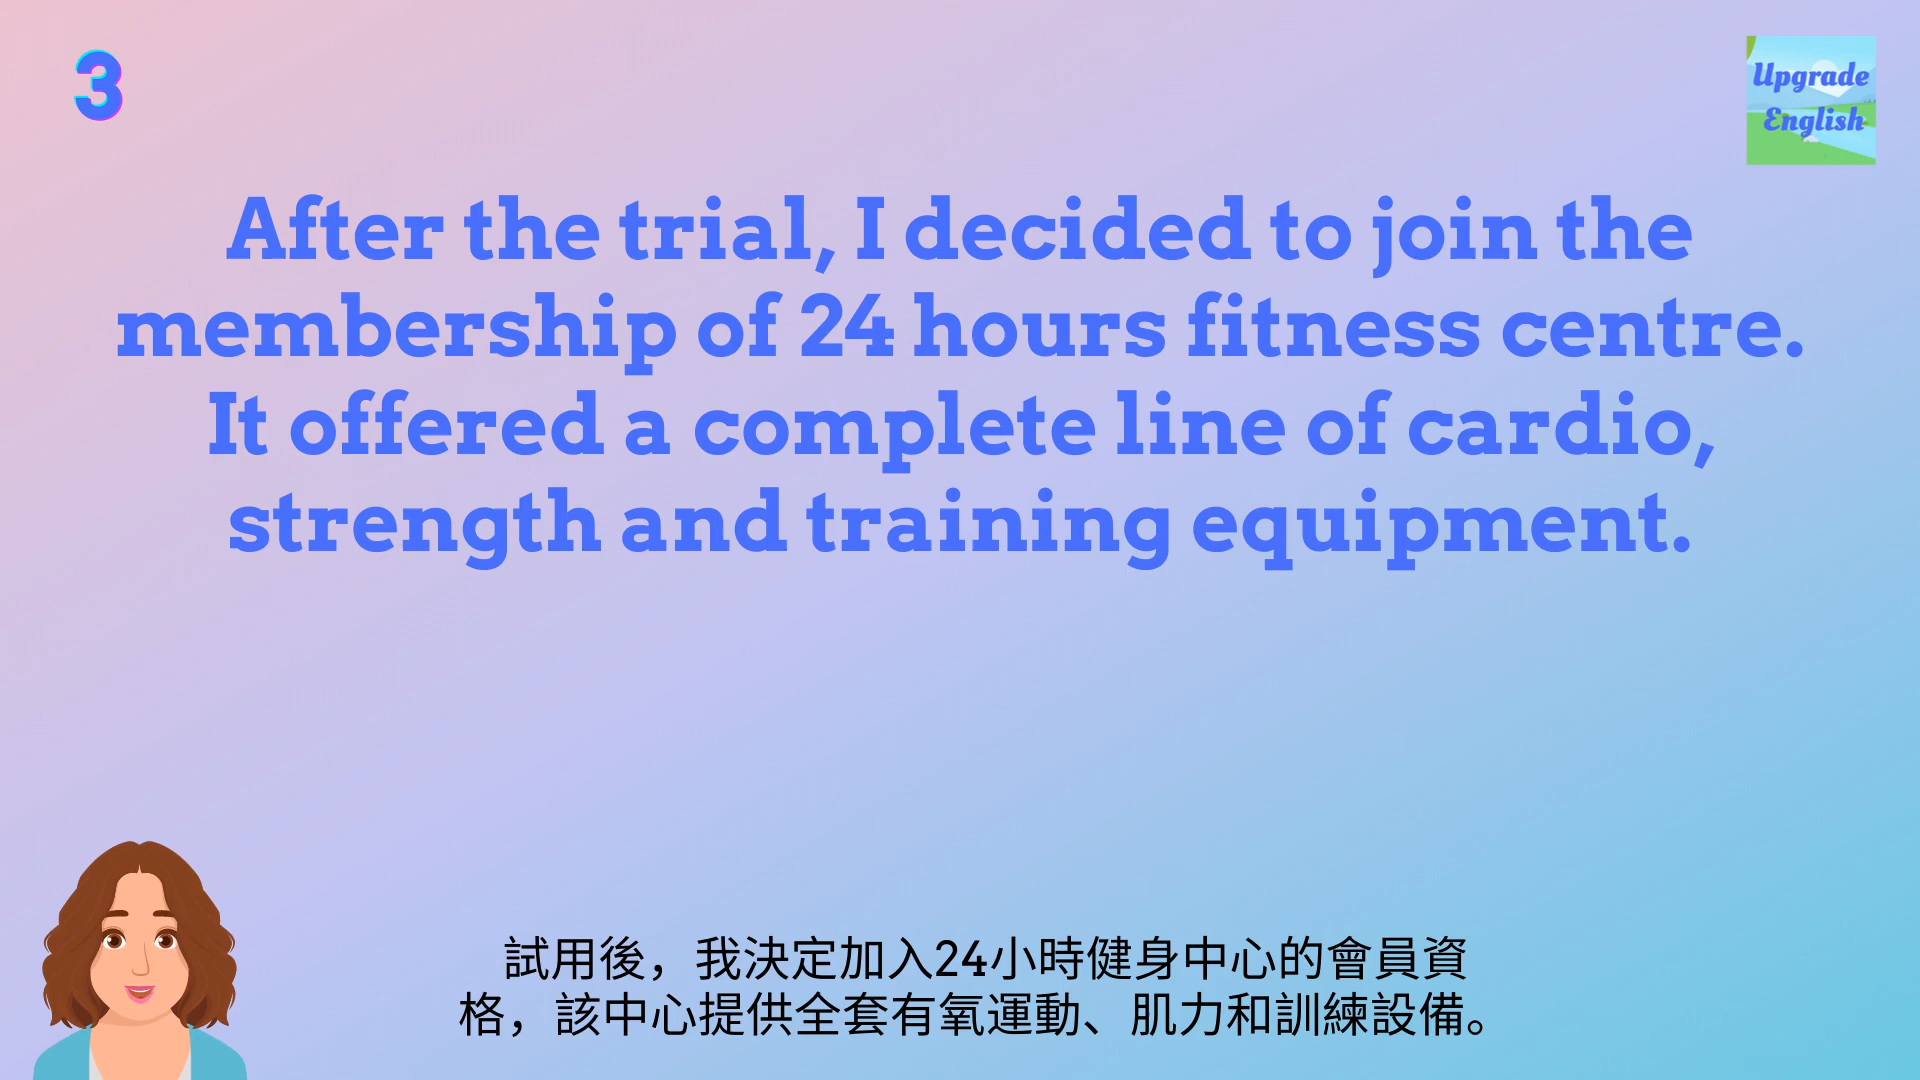 3
Upgrade
English
After the trial, I decided to join the
membership of 24 hours fitness centre.
It offered a complete line of cardio,
strength and training equipment.
試用後，我決定加入24小時健身中心的會員資
格，該中心提供全套有氧運動、肌力和訓練設備。